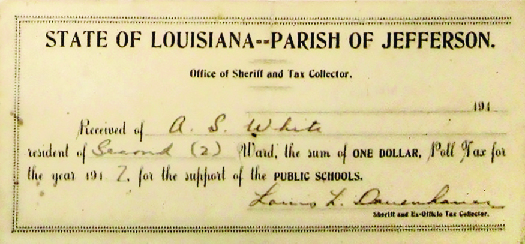 STATE OF LOUISIANA--PARISH OF JEFFERSON.
Office of Sheriff and Tax Collector.
191
Received of A. S. White
resident of Second (2) Ward, the sum of ONE DOLLAR, Poll Tax for
the year 191 7, for the support of the PUBLIC SCHOOLS.
Louis L.
Sheriff and Ex-Officio Tax Collector.